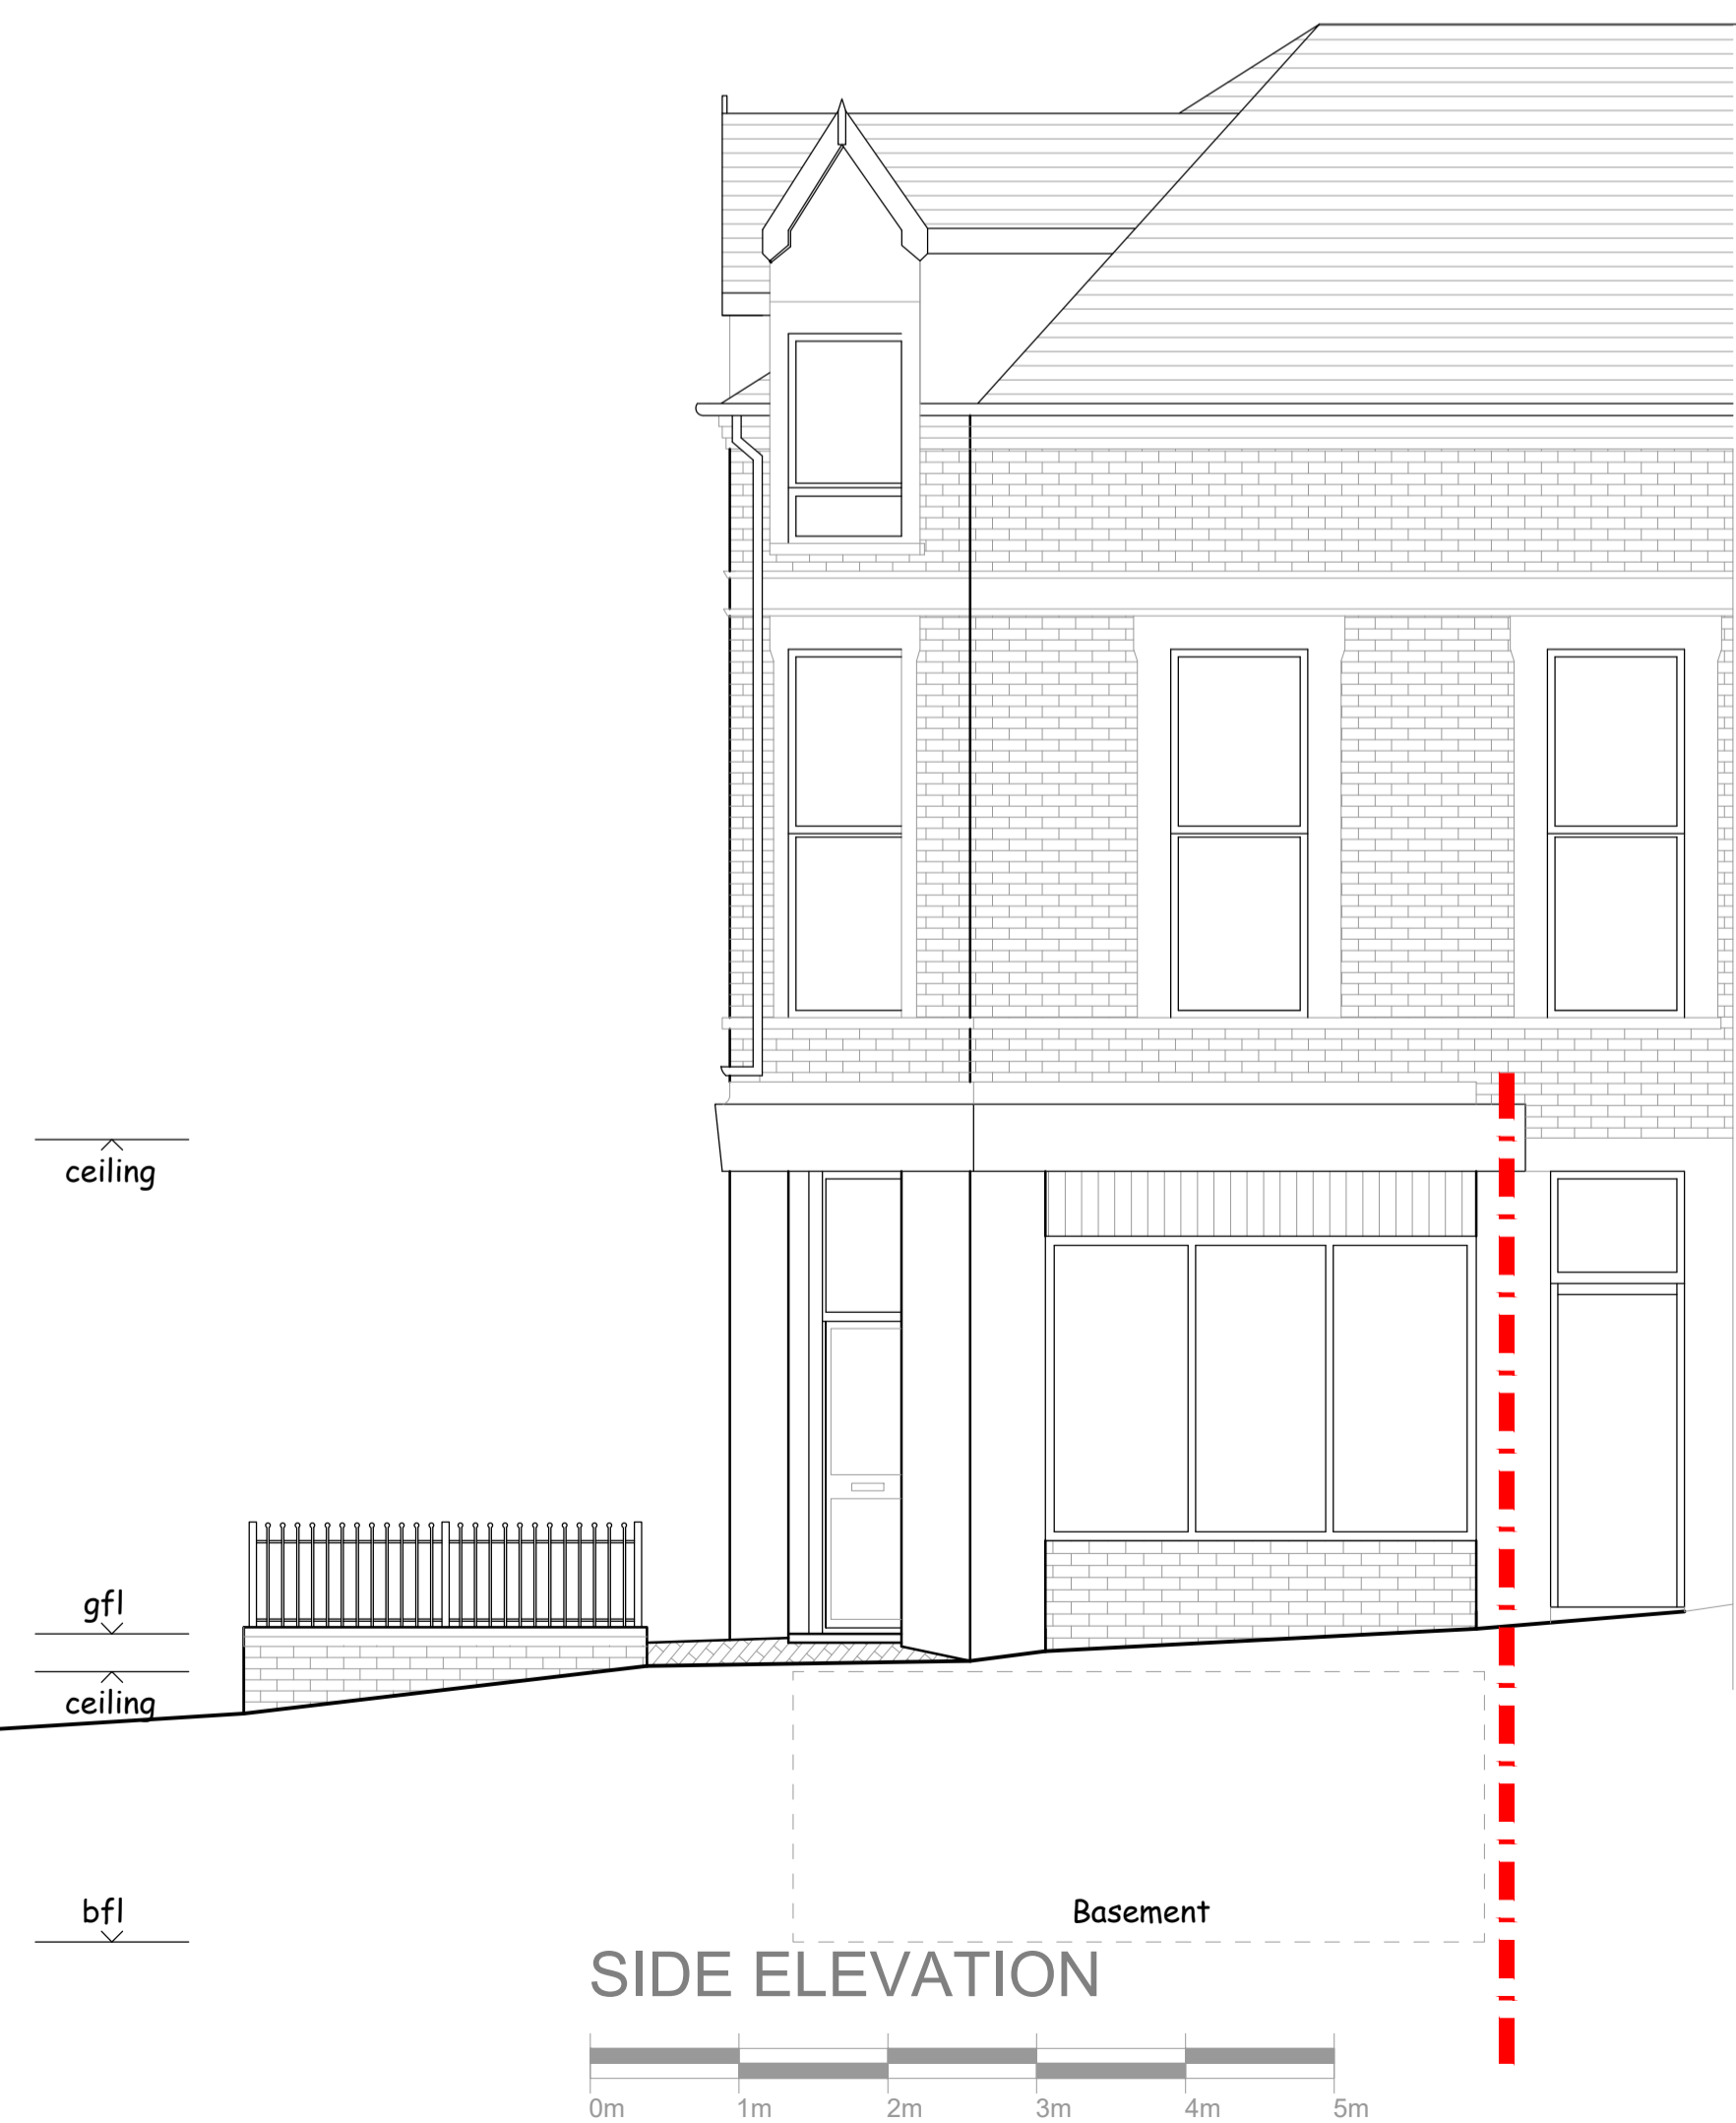 ceiling
gfl
ceiling
bfl
Basement
SIDE ELEVATION
0m 1m 2m 3m 4m 5m